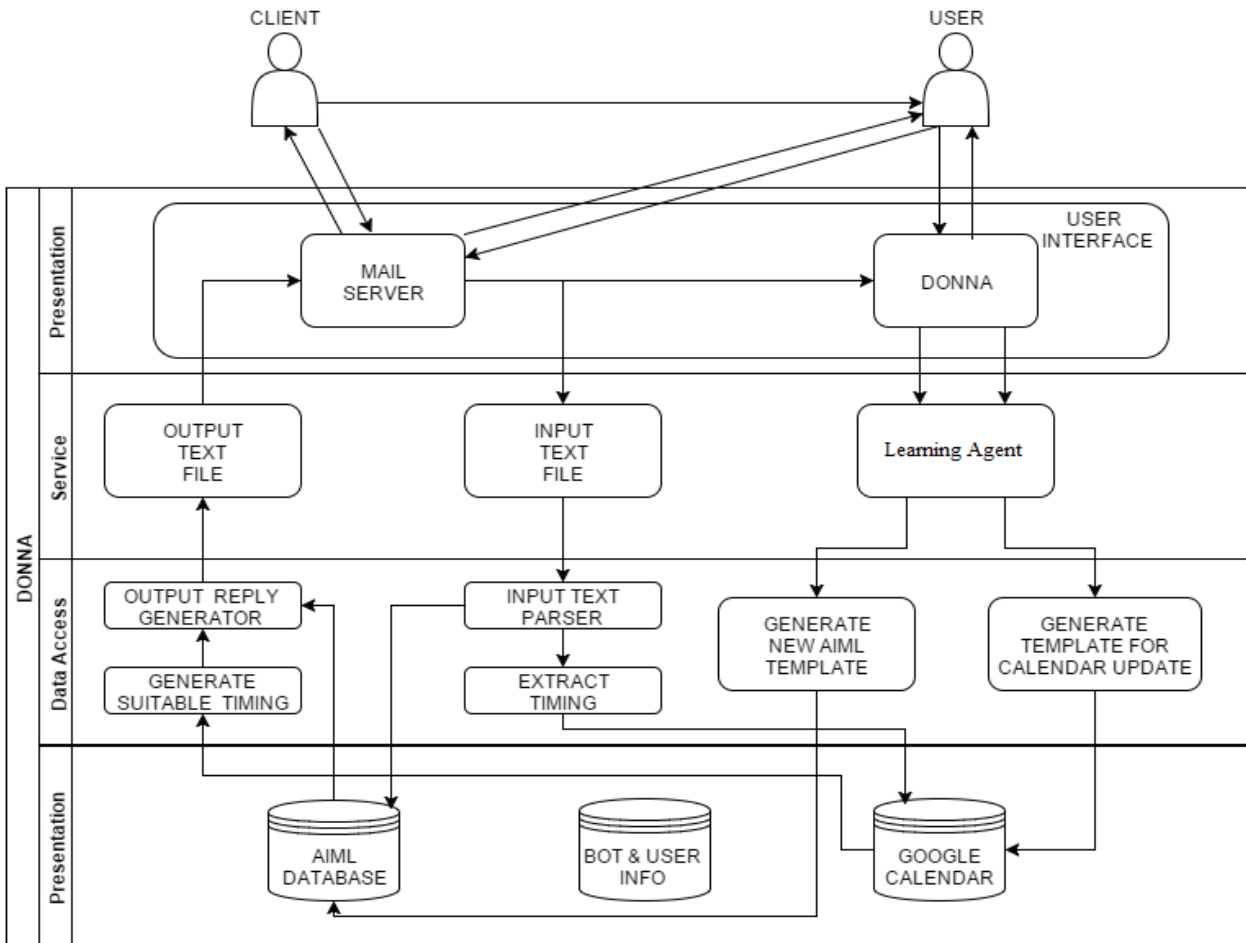 CLIENT
USER
DONNA
Presentation
USER
INTERFACE
MAIL
SERVER
DONNA
Service
OUTPUT
TEXT
FILE
INPUT
TEXT
FILE
Learning Agent
Data Access
OUTPUT REPLY
GENERATOR
INPUT TEXT
PARSER
GENERATE
NEW AIML
TEMPLATE
GENERATE
TEMPLATE FOR
CALENDAR UPDATE
GENERATE
SUITABLE TIMING
EXTRACT
TIMING
Presentation
AIML
DATABASE
BOT & USER
INFO
GOOGLE
CALENDAR